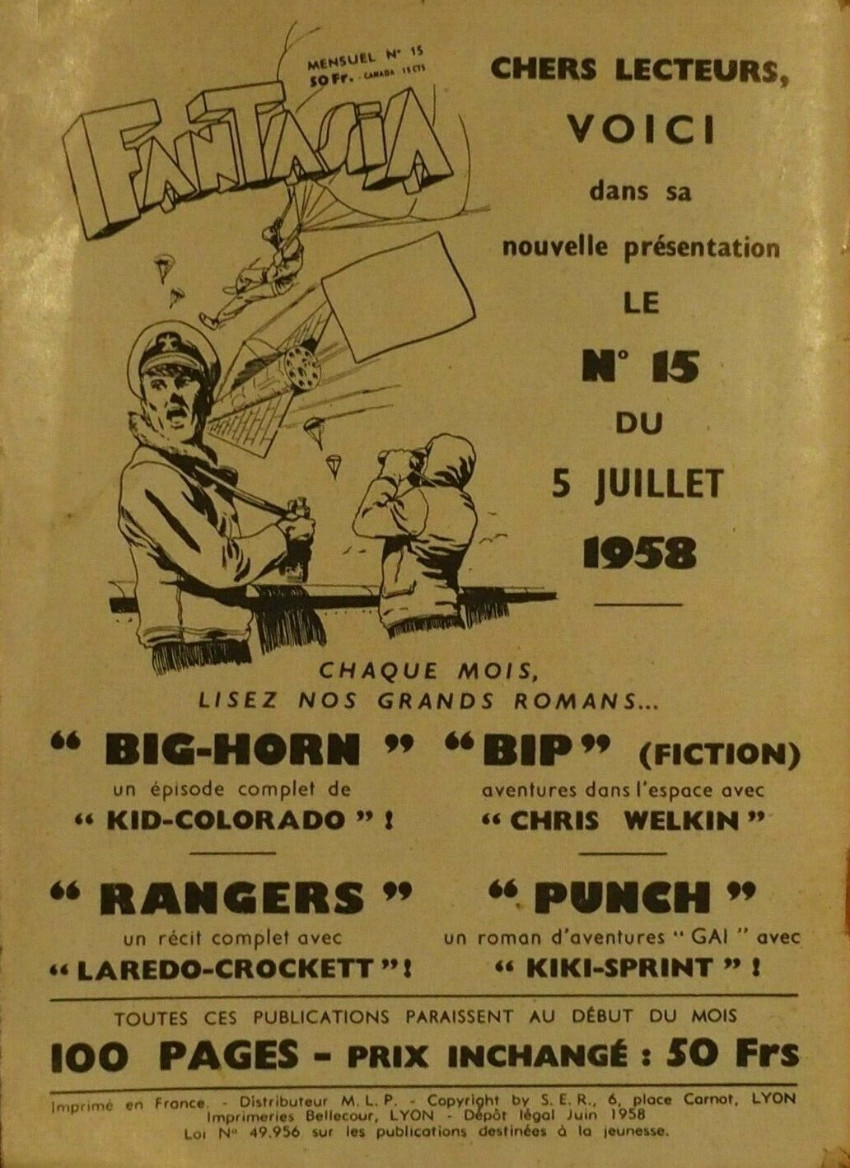 MENSUEL N° 15
50 Fr. - CANADA 15 CTS
FANTASIA
CHERS LECTEURS,
VOICI
dans sa
nouvelle présentation
LE
N° 15
DU
5 JUILLET
1958
CHAQUE MOIS,
LISEZ NOS GRANDS ROMANS...
“ BIG-HORN ”
un épisode complet de
“ KID-COLORADO ” !
“ BIP ” (FICTION)
aventures dans l'espace avec
“ CHRIS WELKIN ”
“ RANGERS ”
un récit complet avec
“ LAREDO-CROCKETT ” !
“ PUNCH ”
un roman d'aventures “ GAI ” avec
“ KIKI-SPRINT ” !
TOUTES CES PUBLICATIONS PARAISSENT AU DÉBUT DU MOIS
100 PAGES - PRIX INCHANGÉ : 50 Frs
Imprimé en France. - Distributeur M. L. P. - Copyright by S. E. R., 6, place Carnot, LYON
Imprimeries Bellecour, LYON - Dépôt légal Juin 1958
Loi N° 49.956 sur les publications destinées à la jeunesse.